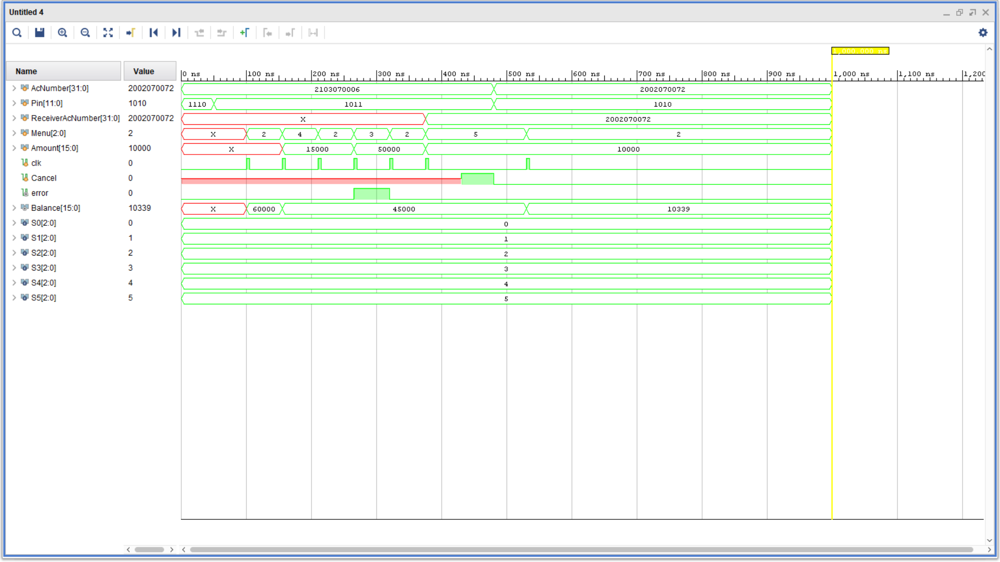 Untitled 4
1,000.000 ns
Name Value
0 ns 100 ns 200 ns 300 ns 400 ns 500 ns 600 ns 700 ns 800 ns 900 ns 1,000 ns 1,100 ns 1,200
AcNumber[31:0] 2002070072 2103070006 2002070072
Pin[11:0] 1010 1110 1011 1010
ReceiverAcNumber[31:0] 2002070072 X 2002070072
Menu[2:0] 2 X 2 4 2 3 2 5 2
Amount[15:0] 10000 X 15000 50000 10000
clk 0
Cancel 0
error 0
Balance[15:0] 10339 X 60000 45000 10339
S0[2:0] 0 0
S1[2:0] 1 1
S2[2:0] 2 2
S3[2:0] 3 3
S4[2:0] 4 4
S5[2:0] 5 5